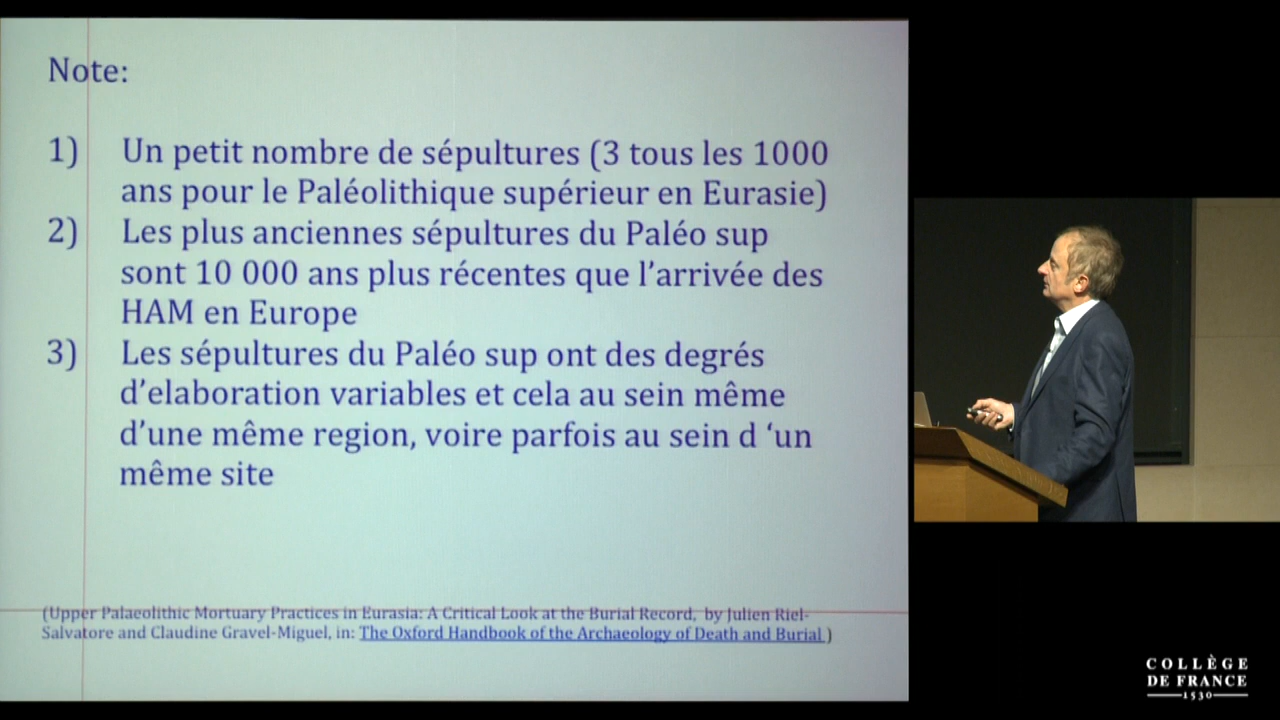 Note:
1) Un petit nombre de sépultures (3 tous les 1000
ans pour le Paléolithique supérieur en Eurasie)
2) Les plus anciennes sépultures du Paléo sup
sont 10 000 ans plus récentes que l’arrivée des
HAM en Europe
3) Les sépultures du Paléo sup ont des degrés
d’elaboration variables et cela au sein même
d’une même region, voire parfois au sein d ‘un
même site
(Upper Palaeolithic Mortuary Practices in Eurasia: A Critical Look at the Burial Record, by Julien Riel-
Salvatore and Claudine Gravel-Miguel, in: The Oxford Handbook of the Archaeology of Death and Burial )
COLLÈGE
DE FRANCE
1530